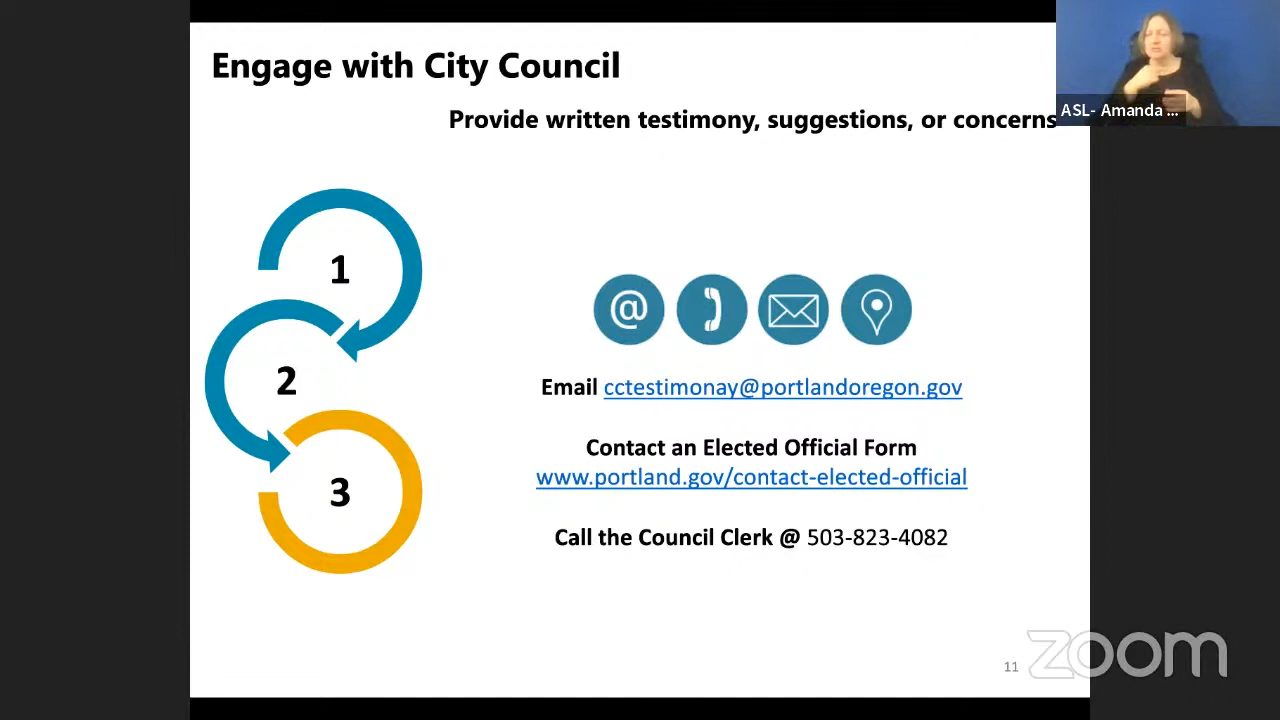 Engage with City Council
Provide written testimony, suggestions, or concerns
ASL- Amanda ...
1
2
3
@
Email cctestimonay@portlandoregon.gov
Contact an Elected Official Form
www.portland.gov/contact-elected-official
Call the Council Clerk @ 503-823-4082
11
zoom